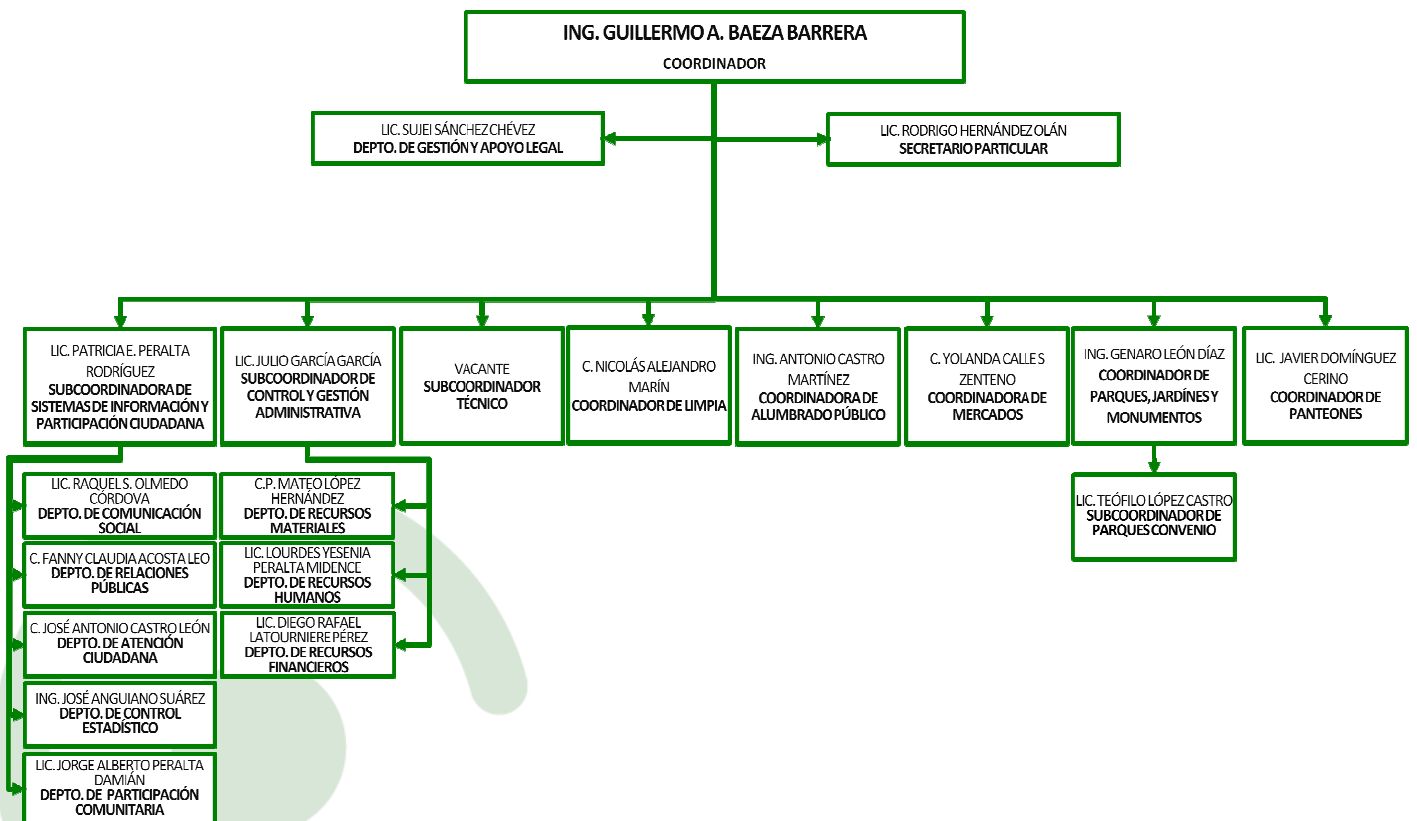 ING. GUILLERMO A. BAEZA BARRERA
COORDINADOR
LIC. SUJEI SÁNCHEZ CHÉVEZ
DEPTO. DE GESTIÓN Y APOYO LEGAL
LIC. RODRIGO HERNÁNDEZ OLÁN
SECRETARIO PARTICULAR
LIC. PATRICIA E. PERALTA
RODRÍGUEZ
SUBCOORDINADORA DE
SISTEMAS DE INFORMACIÓN Y
PARTICIPACIÓN CIUDADANA
LIC. JULIO GARCÍA GARCÍA
SUBCOORDINADOR DE
CONTROL Y GESTIÓN
ADMINISTRATIVA
VACANTE
SUBCOORDINADOR
TÉCNICO
C. NICOLÁS ALEJANDRO
MARÍN
COORDINADOR DE LIMPIA
ING. ANTONIO CASTRO
MARTÍNEZ
COORDINADORA DE
ALUMBRADO PÚBLICO
C. YOLANDA CALLES
ZENTENO
COORDINADORA DE
MERCADOS
ING. GENARO LEÓN DÍAZ
COORDINADOR DE
PARQUES, JARDÍNES Y
MONUMENTOS
LIC. JAVIER DOMÍNGUEZ
CERINO
COORDINADOR DE
PANTEONES
LIC. RAQUEL S. OLMEDO
CÓRDOVA
DEPTO. DE COMUNICACIÓN
SOCIAL
C. FANNY CLAUDIA ACOSTA LEO
DEPTO. DE RELACIONES
PÚBLICAS
C. JOSÉ ANTONIO CASTRO LEÓN
DEPTO. DE ATENCIÓN
CIUDADANA
ING. JOSÉ ANGUIANO SUÁREZ
DEPTO. DE CONTROL
ESTADÍSTICO
LIC. JORGE ALBERTO PERALTA
DAMIÁN
DEPTO. DE PARTICIPACIÓN
COMUNITARIA
C.P. MATEO LÓPEZ
HERNÁNDEZ
DEPTO. DE RECURSOS
MATERIALES
LIC. LOURDES YESENIA
PERALTA MIDENCE
DEPTO. DE RECURSOS
HUMANOS
LIC. DIEGO RAFAEL
LATOURNIERE PÉREZ
DEPTO. DE RECURSOS
FINANCIEROS
LIC. TEÓFILO LÓPEZ CASTRO
SUBCOORDINADOR DE
PARQUES CONVENIO